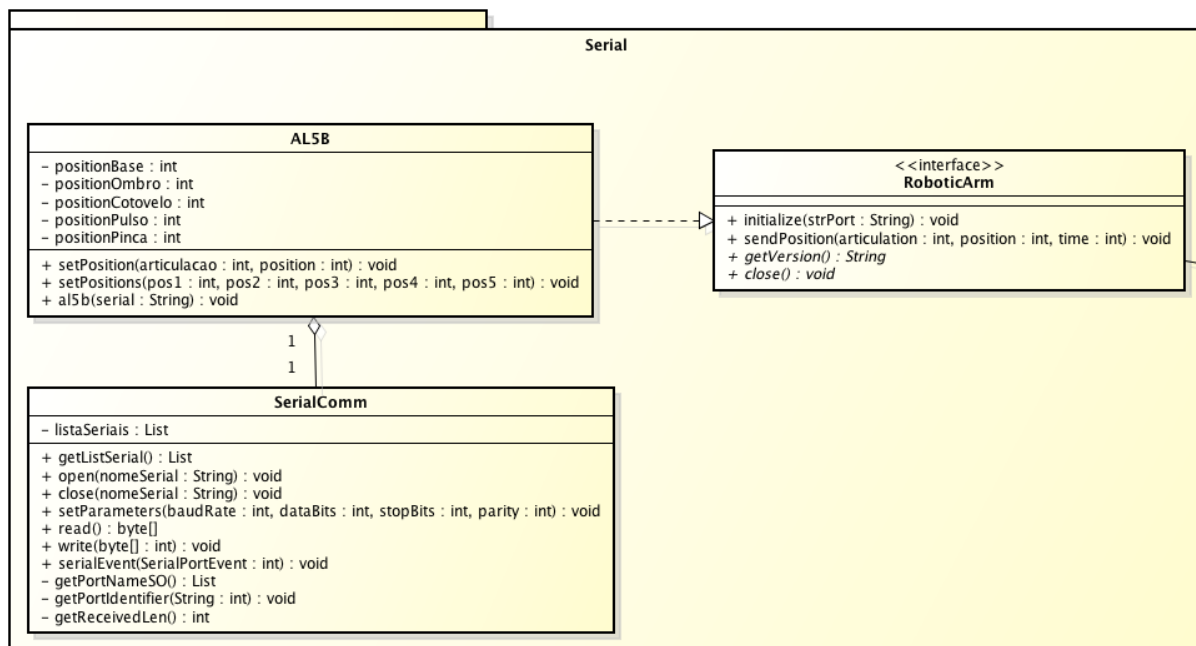 Serial
AL5B
- positionBase : int
- positionOmbro : int
- positionCotovelo : int
- positionPulso : int
- positionPinca : int
+ setPosition(articulacao : int, position : int) : void
+ setPositions(pos1 : int, pos2 : int, pos3 : int, pos4 : int, pos5 : int) : void
+ al5b(serial : String) : void
<<interface>>
RoboticArm
+ initialize(strPort : String) : void
+ sendPosition(articulation : int, position : int, time : int) : void
+ getVersion() : String
+ close() : void
1
1
SerialComm
- listaSeriais : List
+ getListSerial() : List
+ open(nomeSerial : String) : void
+ close(nomeSerial : String) : void
+ setParameters(baudRate : int, dataBits : int, stopBits : int, parity : int) : void
+ read() : byte[]
+ write(byte[] : int) : void
+ serialEvent(SerialPortEvent : int) : void
- getPortNameSO() : List
- getPortIdentifier(String : int) : void
- getReceivedLen() : int